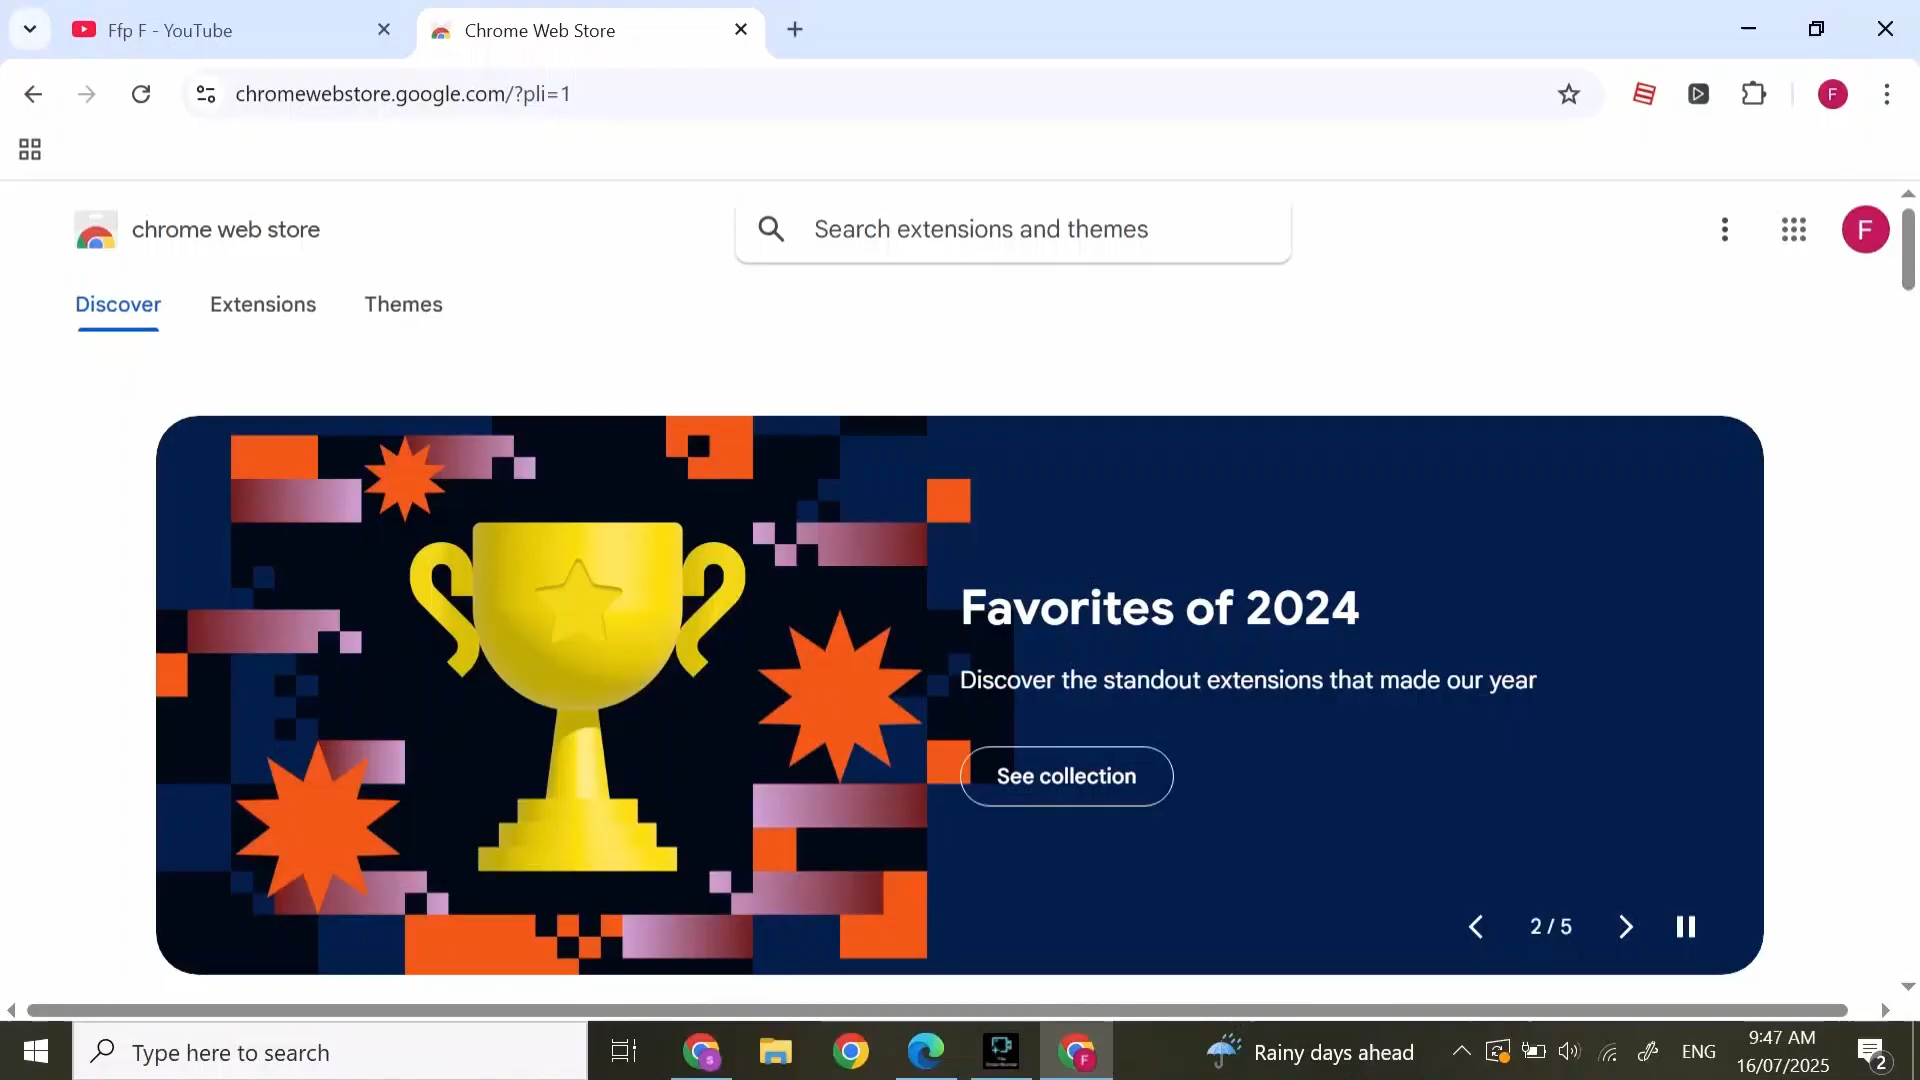 Ffp F - YouTube
Chrome Web Store
chromewebstore.google.com/?pli=1
F
chrome web store
Search extensions and themes
F
Discover
Extensions
Themes
Favorites of 2024
Discover the standout extensions that made our year
See collection
2 / 5
Type here to search
s
F
Rainy days ahead
ENG
9:47 AM
16/07/2025
2